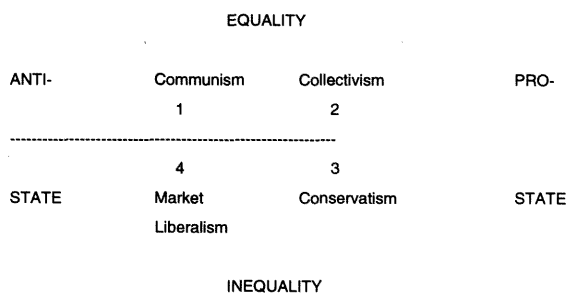 EQUALITY
ANTI- Communism Collectivism PRO-
1 2
4 3
STATE Market Conservatism STATE
Liberalism
INEQUALITY